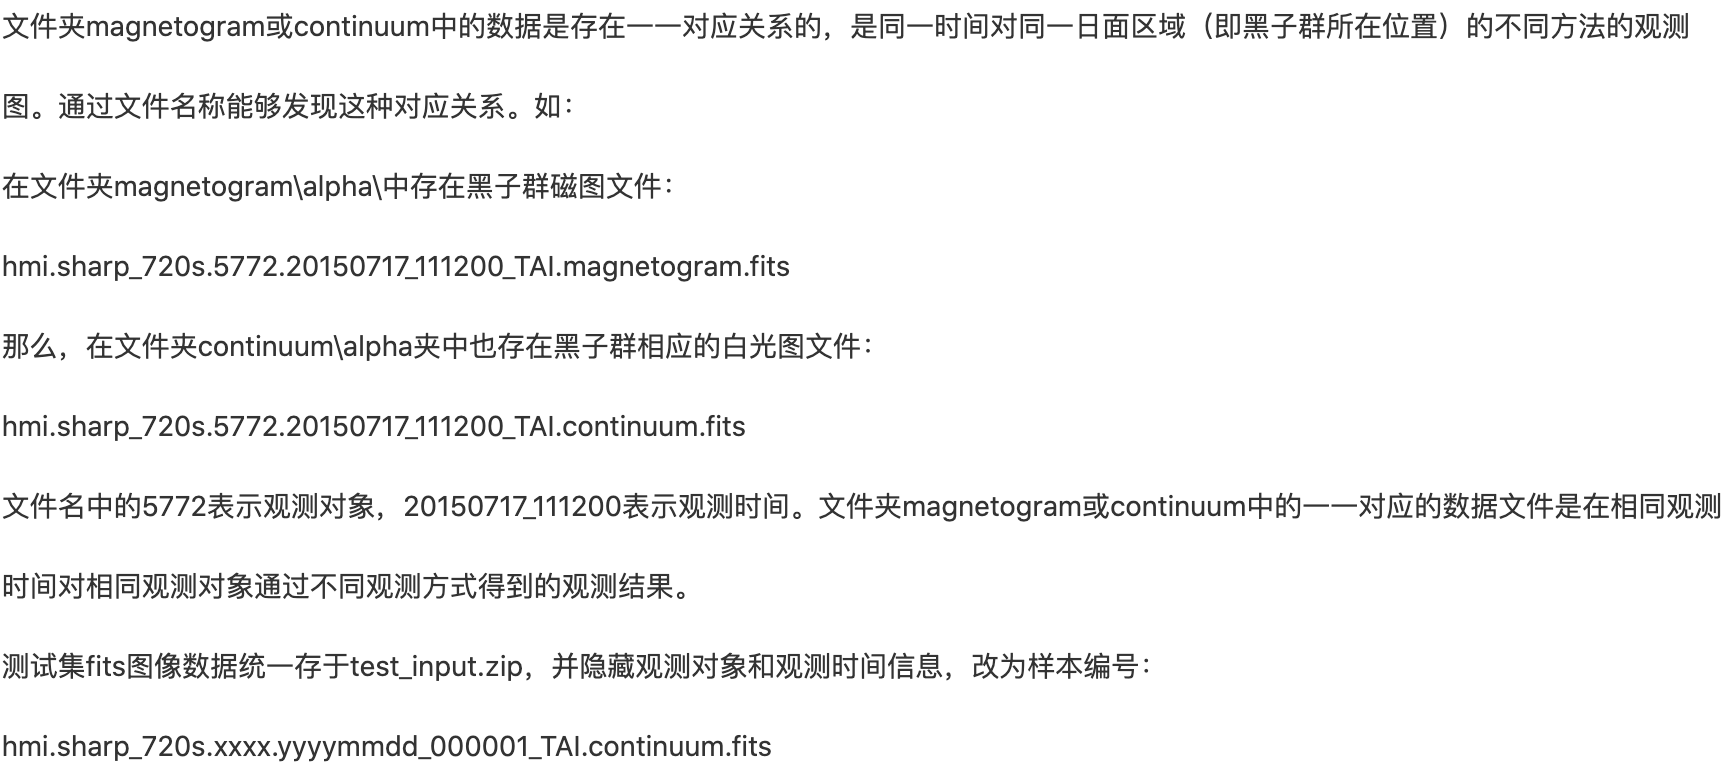 文件夹magnetogram或continuum中的数据是存在一一对应关系的，是同一时间对同一日面区域（即黑子群所在位置）的不同方法的观测
图。通过文件名称能够发现这种对应关系。如：
在文件夹magnetogram\alpha\中存在黑子群磁图文件：
hmi.sharp_720s.5772.20150717_111200_TAI.magnetogram.fits
那么，在文件夹continuum\alpha夹中也存在黑子群相应的白光图文件：
hmi.sharp_720s.5772.20150717_111200_TAI.continuum.fits
文件名中的5772表示观测对象，20150717_111200表示观测时间。文件夹magnetogram或continuum中的一一对应的数据文件是在相同观测
时间对相同观测对象通过不同观测方式得到的观测结果。
测试集fits图像数据统一存于test_input.zip，并隐藏观测对象和观测时间信息，改为样本编号：
hmi.sharp_720s.xxxx.yyyymmdd_000001_TAI.continuum.fits